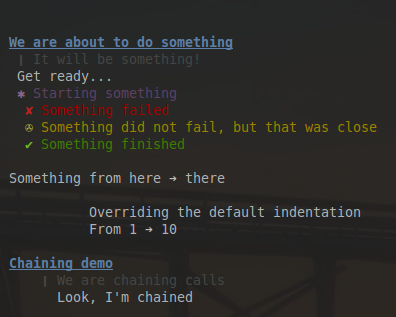 We are about to do something
| It will be something!
Get ready...
✱ Starting something
✘ Something failed
✇ Something did not fail, but that was close
✔ Something finished
Something from here ➜ there
Overriding the default indentation
From 1 ➜ 10
Chaining demo
| We are chaining calls
Look, I'm chained